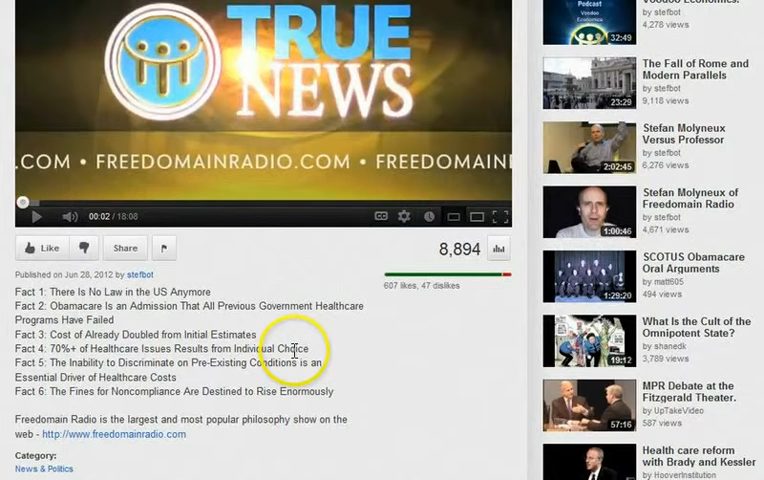 TRUE
NEWS
.COM • FREEDOMAINRADIO.COM • FREEDOMAIN
00:02 / 18:08
CC
Like
Share
8,894
Published on Jun 28, 2012 by stefbot
607 likes, 47 dislikes
Fact 1: There Is No Law in the US Anymore
Fact 2: Obamacare Is an Admission That All Previous Government Healthcare
Programs Have Failed
Fact 3: Cost of Already Doubled from Initial Estimates
Fact 4: 70%+ of Healthcare Issues Results from Individual Choice
Fact 5: The Inability to Discriminate on Pre-Existing Conditions is an
Essential Driver of Healthcare Costs
Fact 6: The Fines for Noncompliance Are Destined to Rise Enormously
Freedomain Radio is the largest and most popular philosophy show on the
web - http://www.freedomainradio.com
Category:
News & Politics
Podcast
Voodoo
Economics
32:49
Voodoo Economics.
by stefbot
4,278 views
23:29
The Fall of Rome and
Modern Parallels
by stefbot
9,118 views
2:02:45
Stefan Molyneux
Versus Professor
by stefbot
6,276 views
1:00:46
Stefan Molyneux of
Freedomain Radio
by stefbot
4,671 views
1:29:20
SCOTUS Obamacare
Oral Arguments
by matt605
494 views
19:12
What Is the Cult of the
Omnipotent State?
by shanedk
3,789 views
57:16
MPR Debate at the
Fitzgerald Theater.
by UpTakeVideo
587 views
Health care reform
with Brady and Kessler
by HooverInstitution